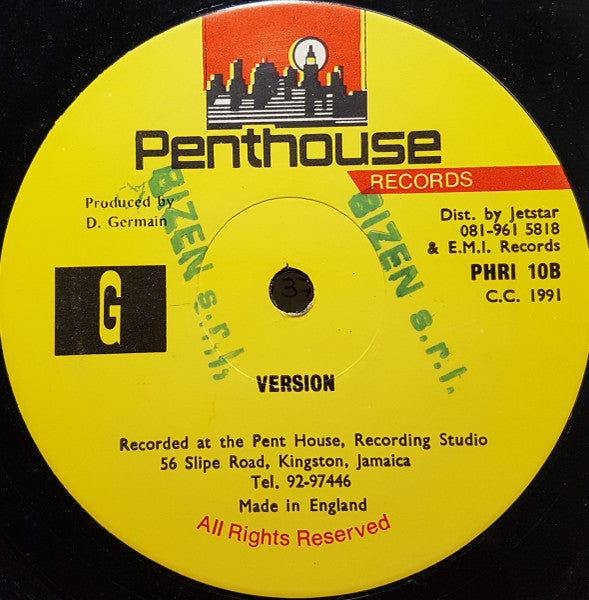 Penthouse
RECORDS
Produced by
D. Germain
Dist. by Jetstar
081-961 5818
& E.M.I. Records
PHRI 10B
C.C. 1991
BIZEN s.r.l.
BIZEN s.r.l.
G
VERSION
Recorded at the Pent House, Recording Studio
56 Slipe Road, Kingston, Jamaica
Tel. 92-97446
Made in England
All Rights Reserved